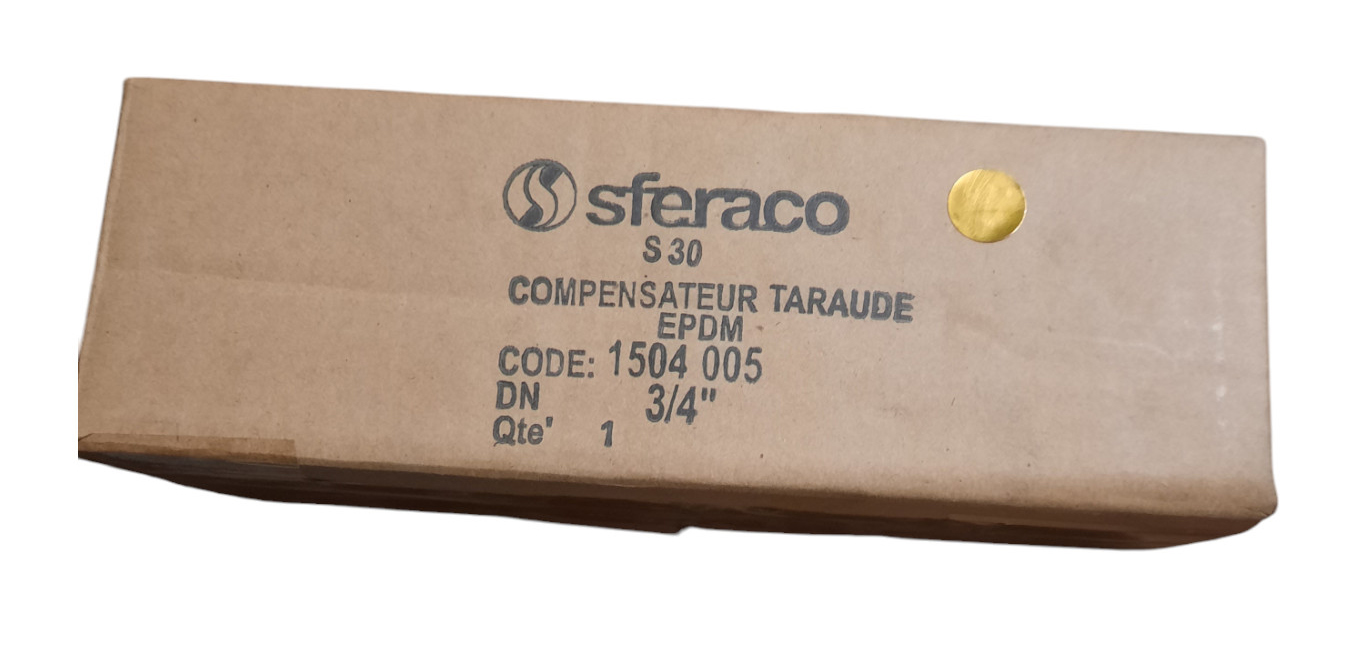 sferaco
S 30
COMPENSATEUR TARAUDE
EPDM
CODE: 1504 005
DN 3/4"
Qte' 1